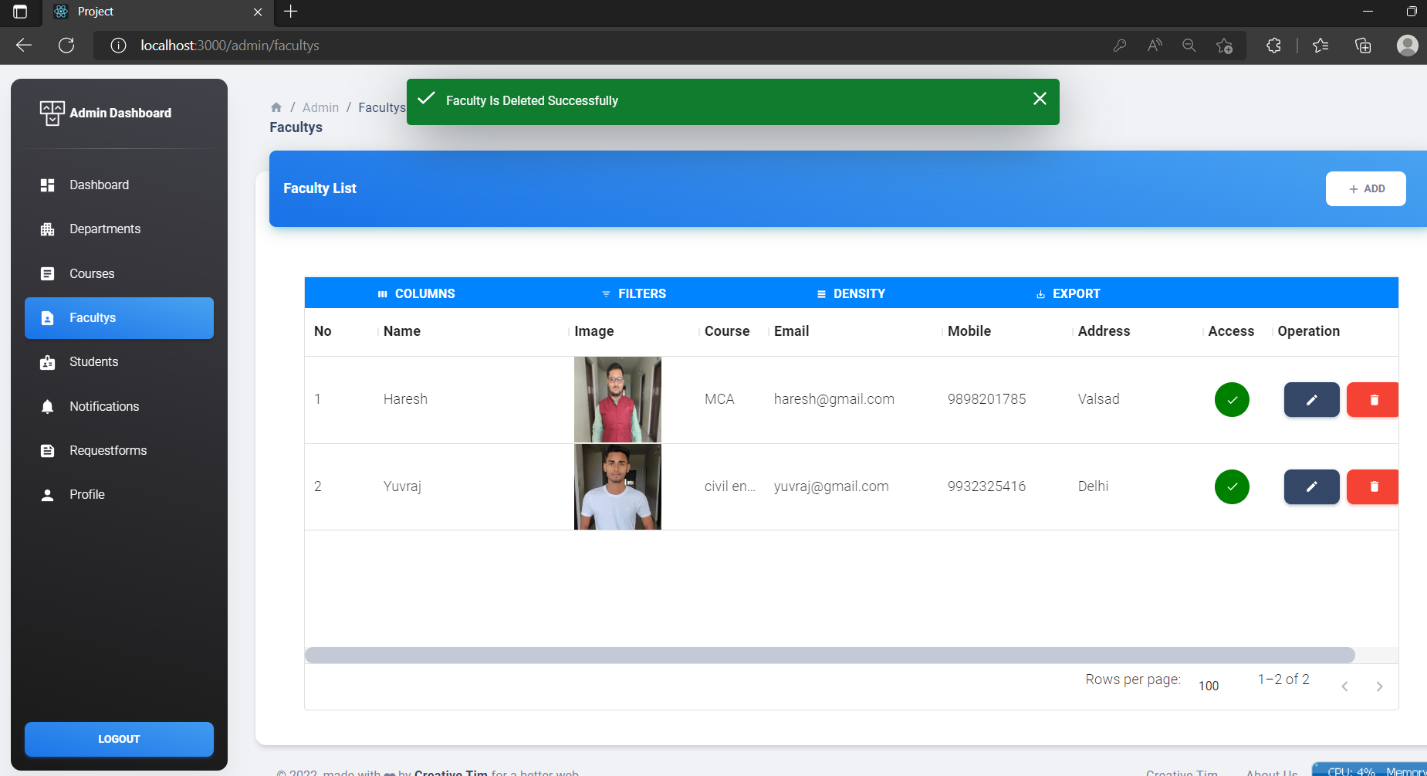 Project
localhost:3000/admin/facultys
Admin Dashboard
Dashboard
Departments
Courses
Facultys
Students
Notifications
Requestforms
Profile
LOGOUT
/ Admin / Facultys
Facultys
Faculty Is Deleted Successfully
Faculty List
+ ADD
COLUMNS FILTERS DENSITY EXPORT
No Name Image Course Email Mobile Address Access Operation
1 Haresh MCA haresh@gmail.com 9898201785 Valsad
2 Yuvraj civil en... yuvraj@gmail.com 9932325416 Delhi
Rows per page: 100 1–2 of 2
© 2022, made with ❤ by Creative Tim for a better web.
Creative Tim About Us
CPU: 4% Memory